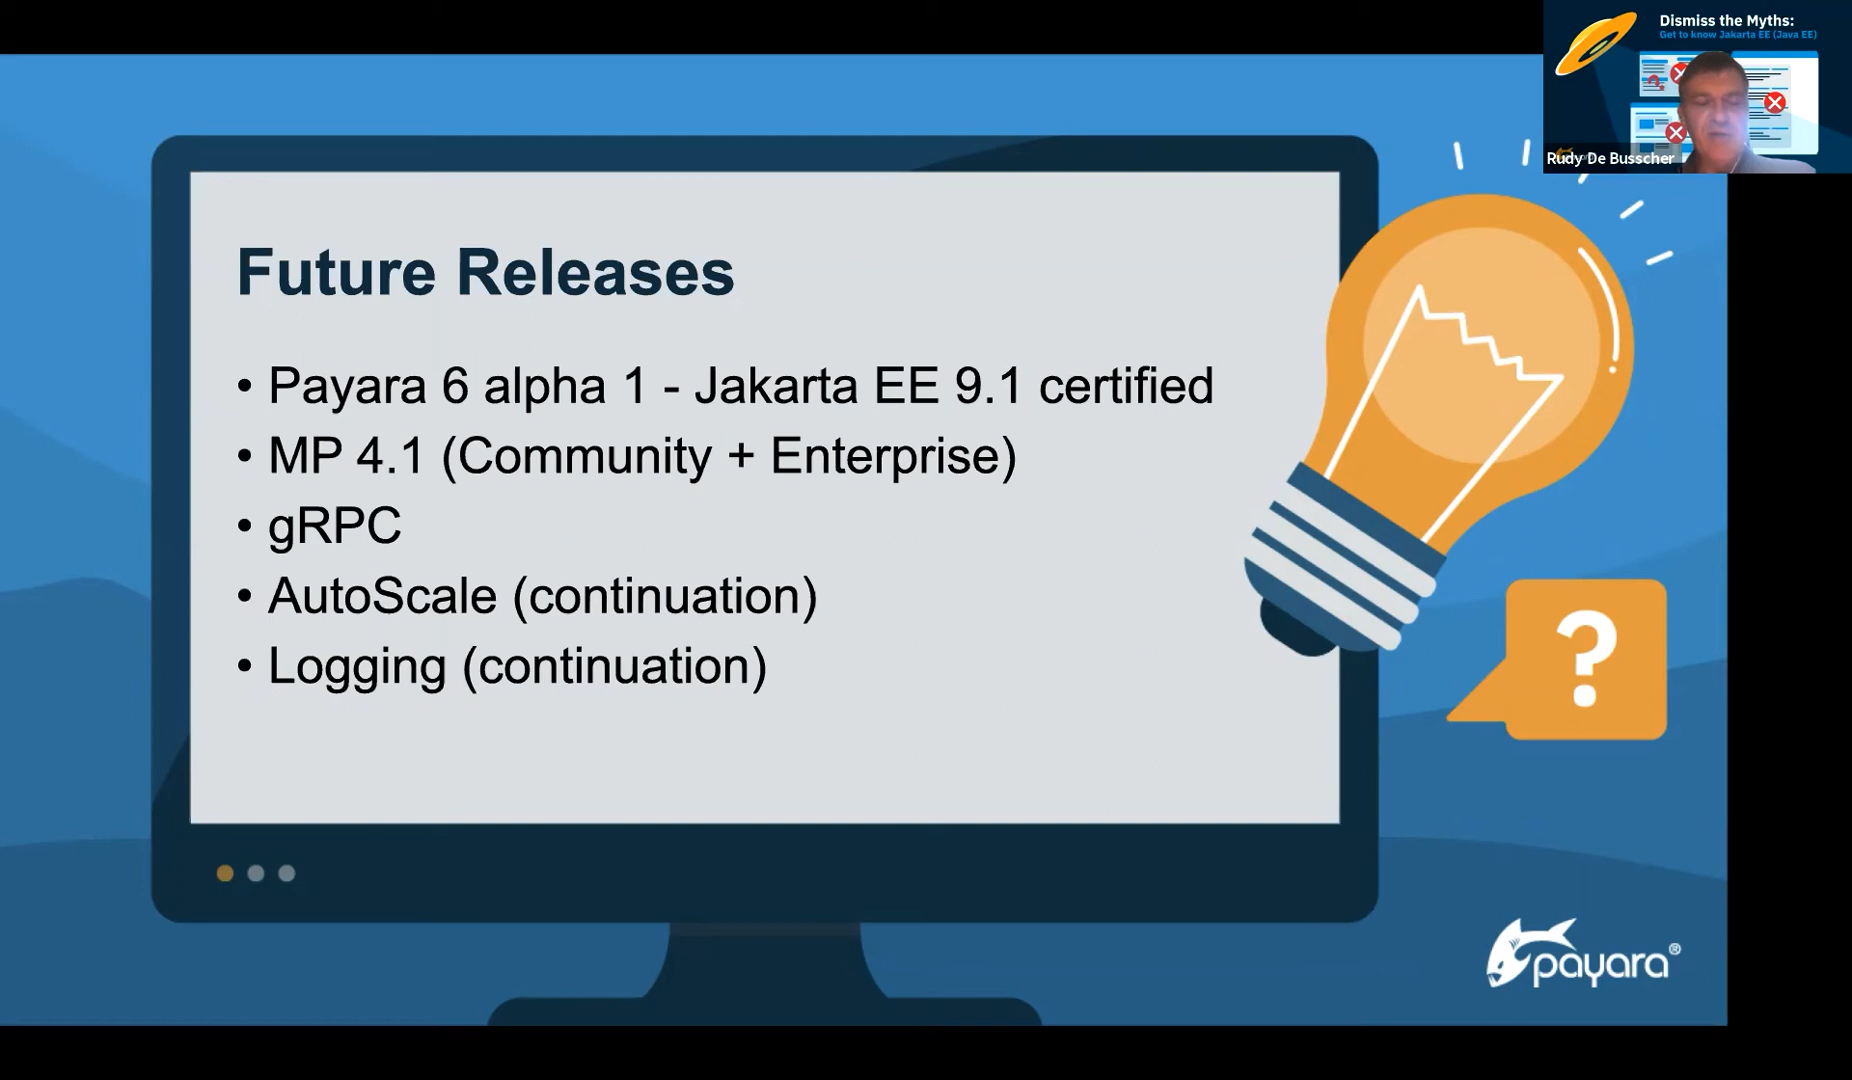 Dismiss the Myths:
Get to know Jakarta EE (Java EE)
Rudy De Busscher
Future Releases
• Payara 6 alpha 1 - Jakarta EE 9.1 certified
• MP 4.1 (Community + Enterprise)
• gRPC
• AutoScale (continuation)
• Logging (continuation)
?
payara®